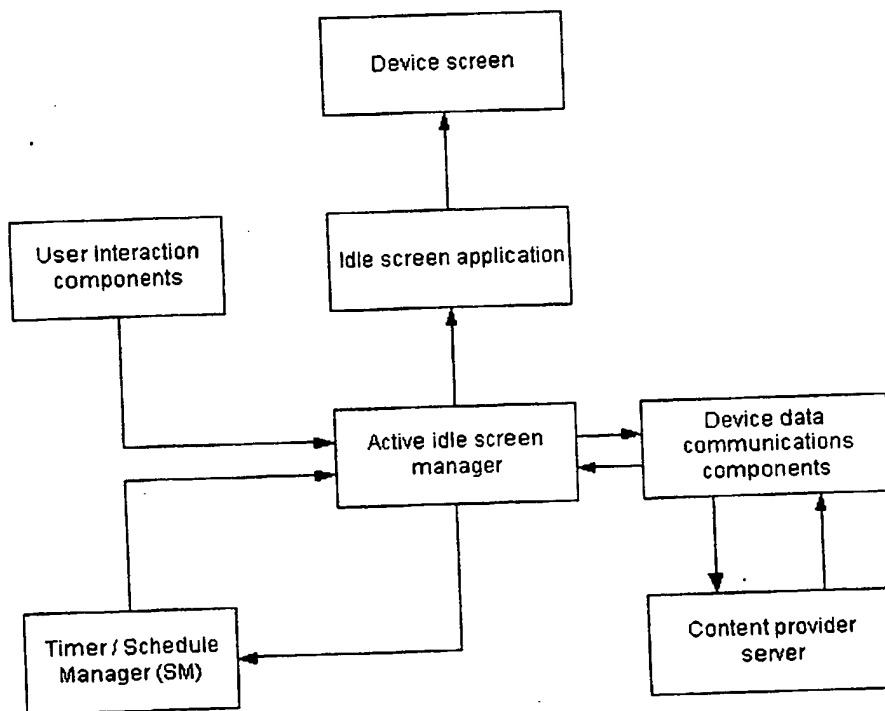 Device screen
User Interaction
components
Idle screen application
Active idle screen
manager
Device data
communications
components
Timer / Schedule
Manager (SM)
Content provider
server